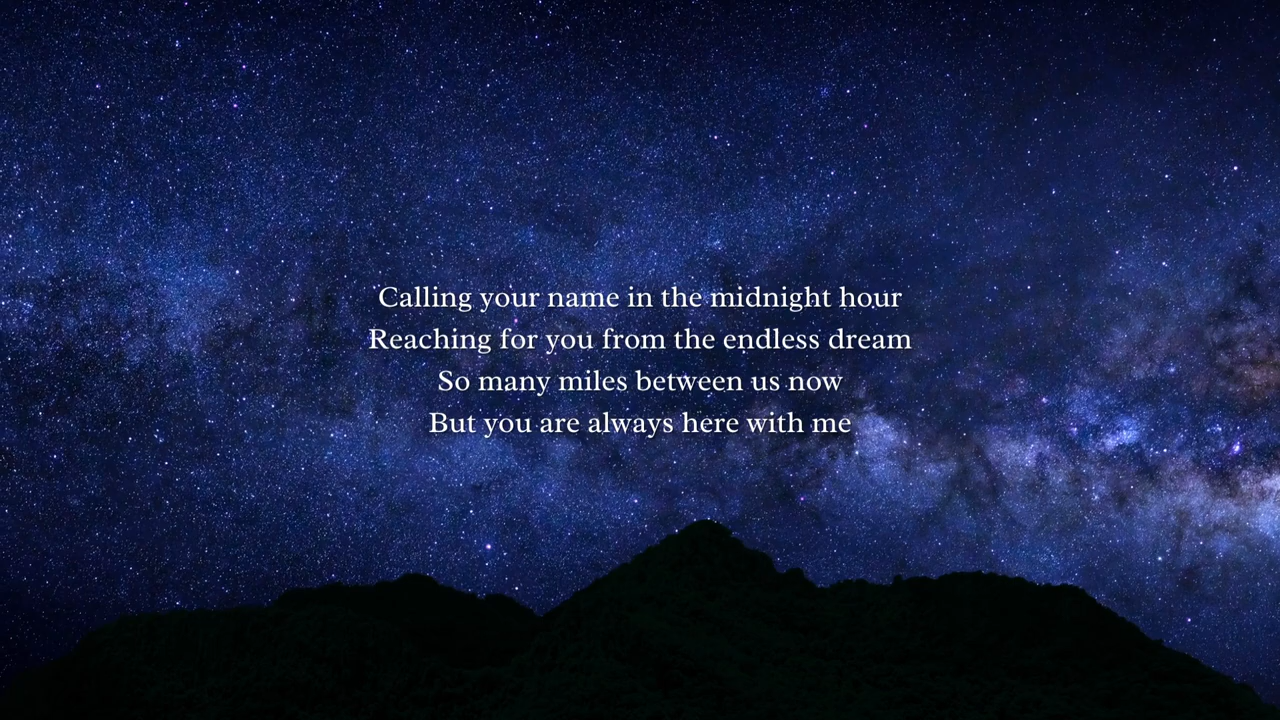 Calling your name in the midnight hour
Reaching for you from the endless dream
So many miles between us now
But you are always here with me